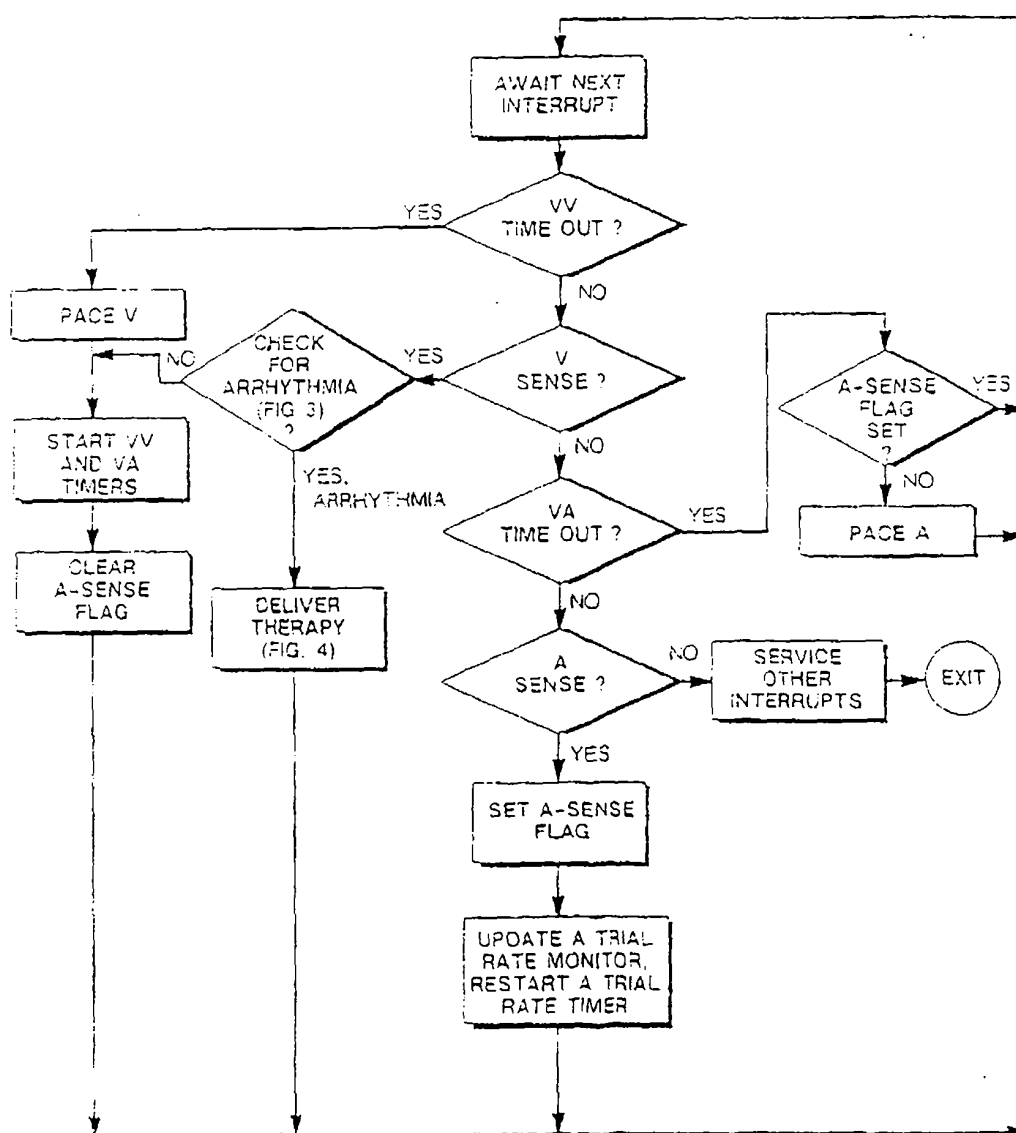 AWAIT NEXT
INTERRUPT
VV
TIME OUT ?
YES
NO
PACE V
CHECK
FOR
ARRHYTHMIA
(FIG 3)
?
NO
YES
V
SENSE ?
NO
YES,
ARRHYTHMIA
START VV
AND VA
TIMERS
CLEAR
A-SENSE
FLAG
DELIVER
THERAPY
(FIG. 4)
VA
TIME OUT ?
YES
NO
A-SENSE
FLAG
SET
?
YES
NO
PACE A
A
SENSE ?
NO
SERVICE
OTHER
INTERRUPTS
EXIT
YES
SET A-SENSE
FLAG
UPDATE A TRIAL
RATE MONITOR,
RESTART A TRIAL
RATE TIMER